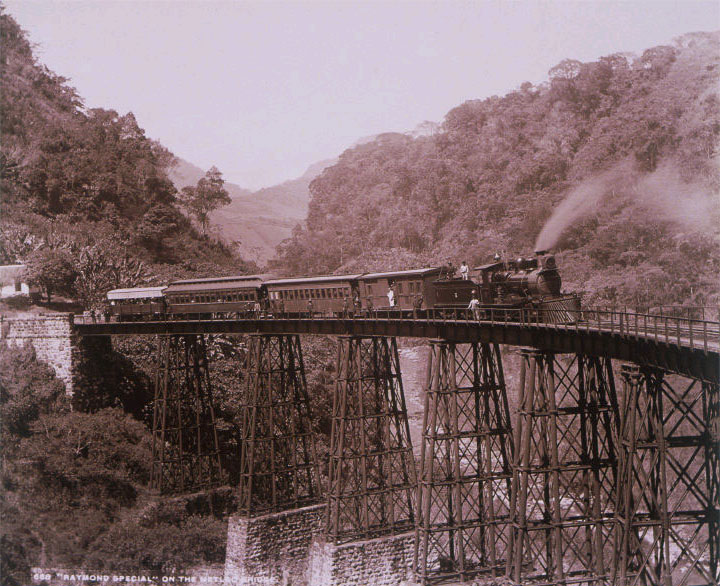 "RAYMOND SPECIAL" ON THE METLAC BRIDGE.